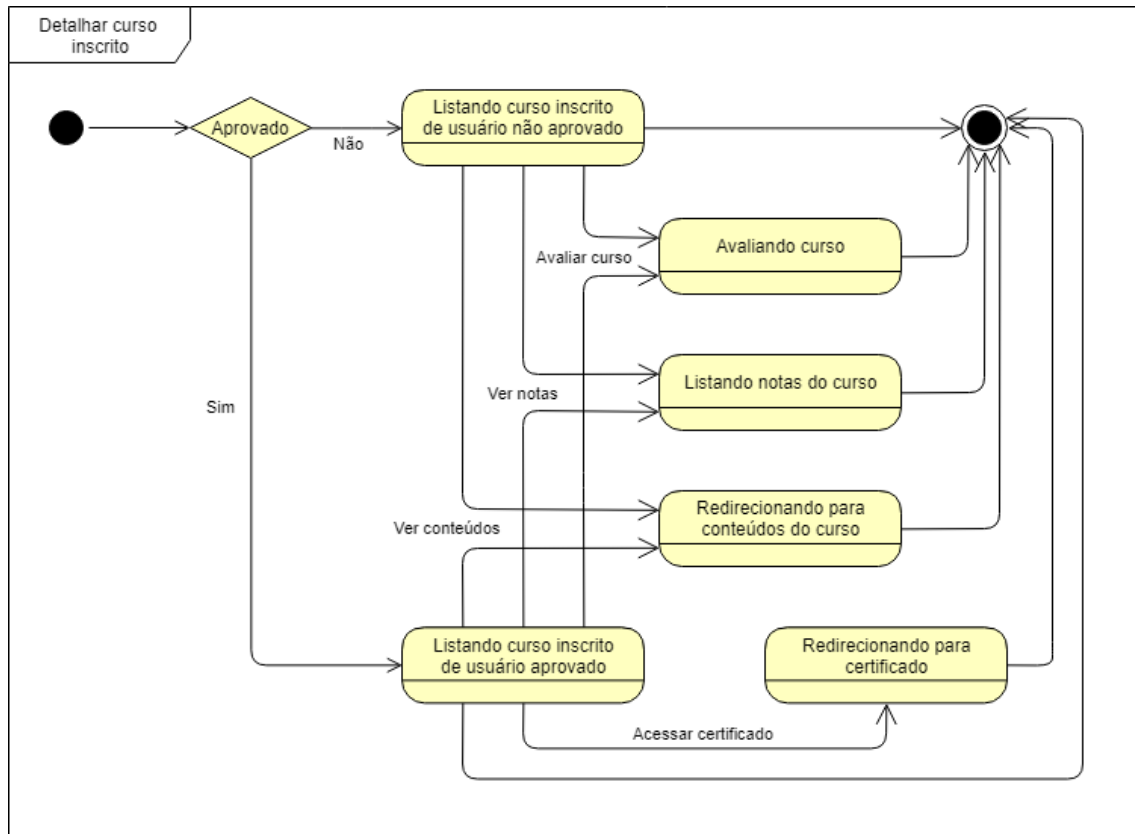 Detalhar curso
inscrito
Aprovado
Não
Listando curso inscrito
de usuário não aprovado
Avaliando curso
Avaliar curso
Listando notas do curso
Ver notas
Sim
Redirecionando para
conteúdos do curso
Ver conteúdos
Listando curso inscrito
de usuário aprovado
Redirecionando para
certificado
Acessar certificado